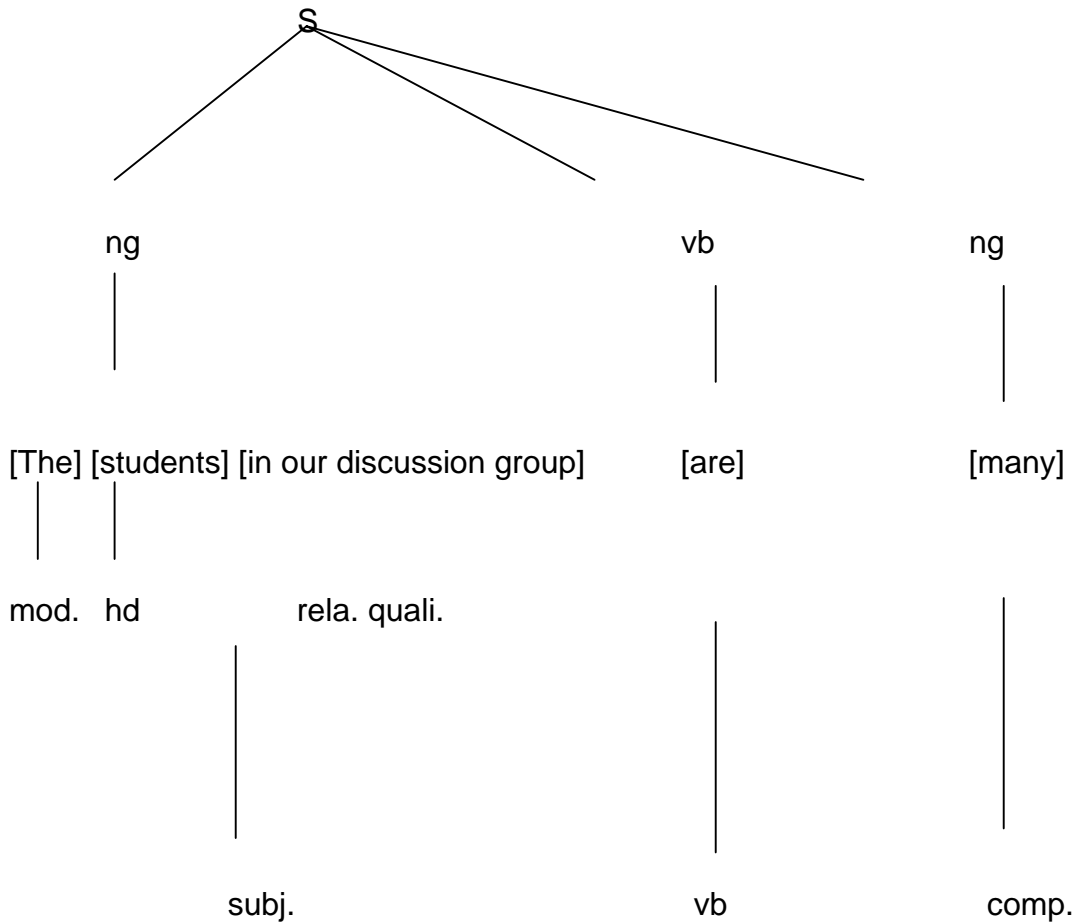 S
ng vb ng
[The] [students] [in our discussion group] [are] [many]
mod. hd rela. quali.
subj. vb comp.